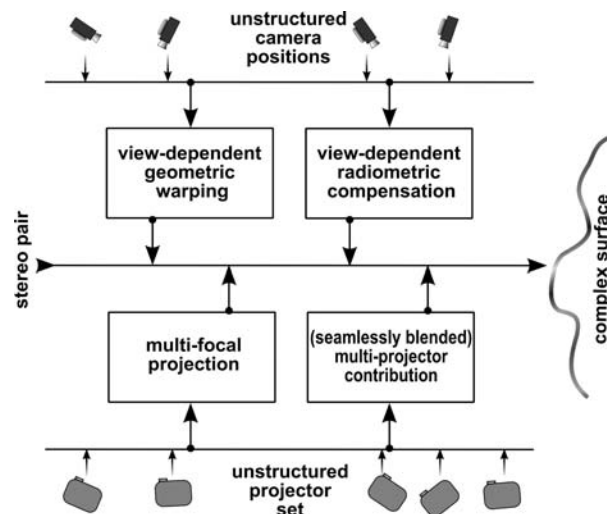 unstructured
camera
positions
view-dependent
geometric
warping
view-dependent
radiometric
compensation
stereo pair
complex surface
multi-focal
projection
(seamlessly blended)
multi-projector
contribution
unstructured
projector
set